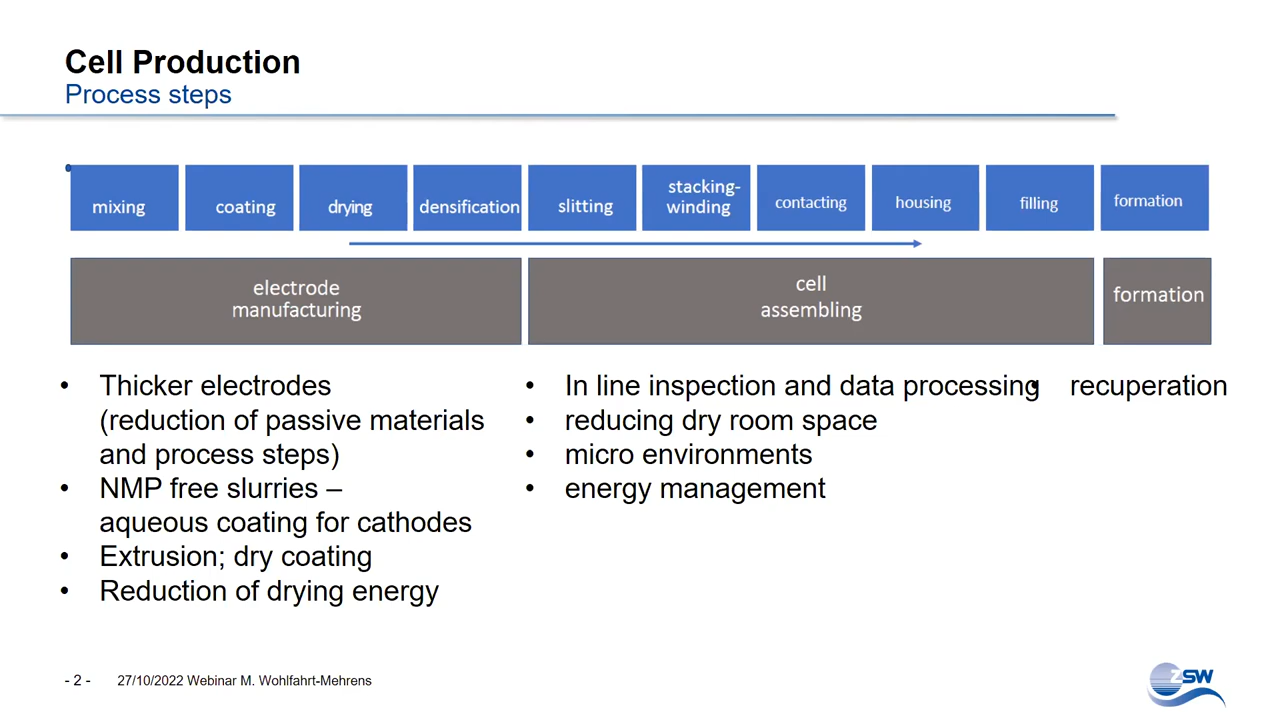 Cell Production
Process steps
mixing
coating
drying
densification
slitting
stacking-
winding
contacting
housing
filling
formation
electrode
manufacturing
cell
assembling
formation
• Thicker electrodes
(reduction of passive materials
and process steps)
• NMP free slurries –
aqueous coating for cathodes
• Extrusion; dry coating
• Reduction of drying energy
• In line inspection and data processing
• reducing dry room space
• micro environments
• energy management
• recuperation
- 2 - 27/10/2022 Webinar M. Wohlfahrt-Mehrens
ZSW